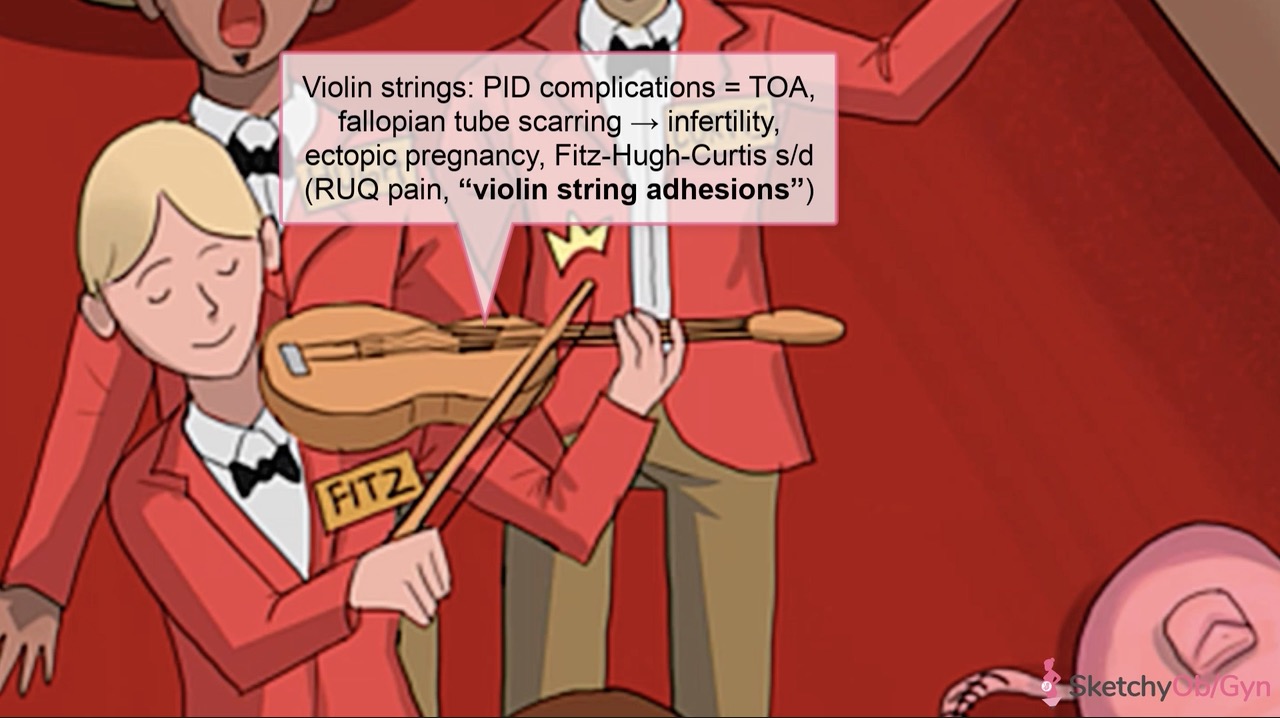 Violin strings: PID complications = TOA,
fallopian tube scarring → infertility,
ectopic pregnancy, Fitz-Hugh-Curtis s/d
(RUQ pain, “violin string adhesions”)
FITZ
SketchyOb/Gyn